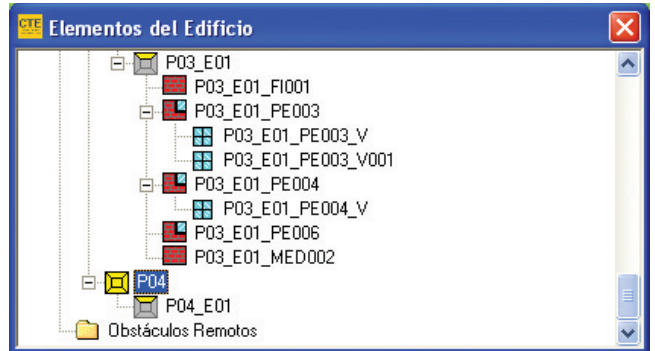 CTE Elementos del Edificio
P03_E01
P03_E01_FI001
P03_E01_PE003
P03_E01_PE003_V
P03_E01_PE003_V001
P03_E01_PE004
P03_E01_PE004_V
P03_E01_PE006
P03_E01_MED002
P04
P04_E01
Obstáculos Remotos